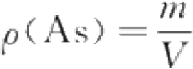 ρ(As) = m/V